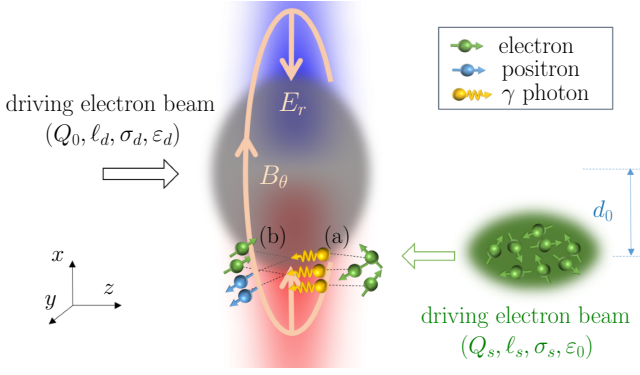 electron
positron
γ photon
driving electron beam
(Q₀, ℓ_d, σ_d, ε_d)
E_r
B_θ
(b)
(a)
d₀
x
y
z
driving electron beam
(Q_s, ℓ_s, σ_s, ε₀)